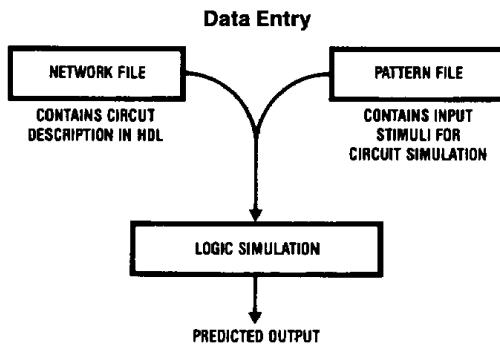 Data Entry
NETWORK FILE
CONTAINS CIRCUT
DESCRIPTION IN HDL
PATTERN FILE
CONTAINS INPUT
STIMULI FOR
CIRCUIT SIMULATION
LOGIC SIMULATION
PREDICTED OUTPUT